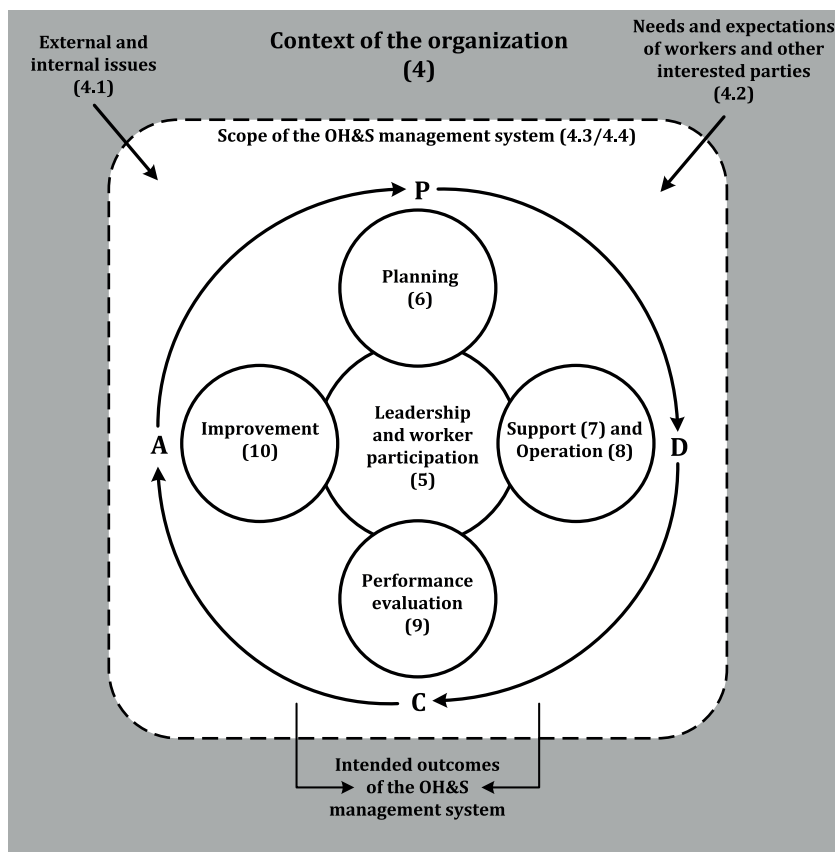 External and
internal issues
(4.1)
Context of the organization
(4)
Needs and expectations
of workers and other
interested parties
(4.2)
Scope of the OH&S management system (4.3/4.4)
P
Planning
(6)
A
Improvement
(10)
Leadership
and worker
participation
(5)
Support (7) and
Operation (8)
D
Performance
evaluation
(9)
C
Intended outcomes
of the OH&S
management system